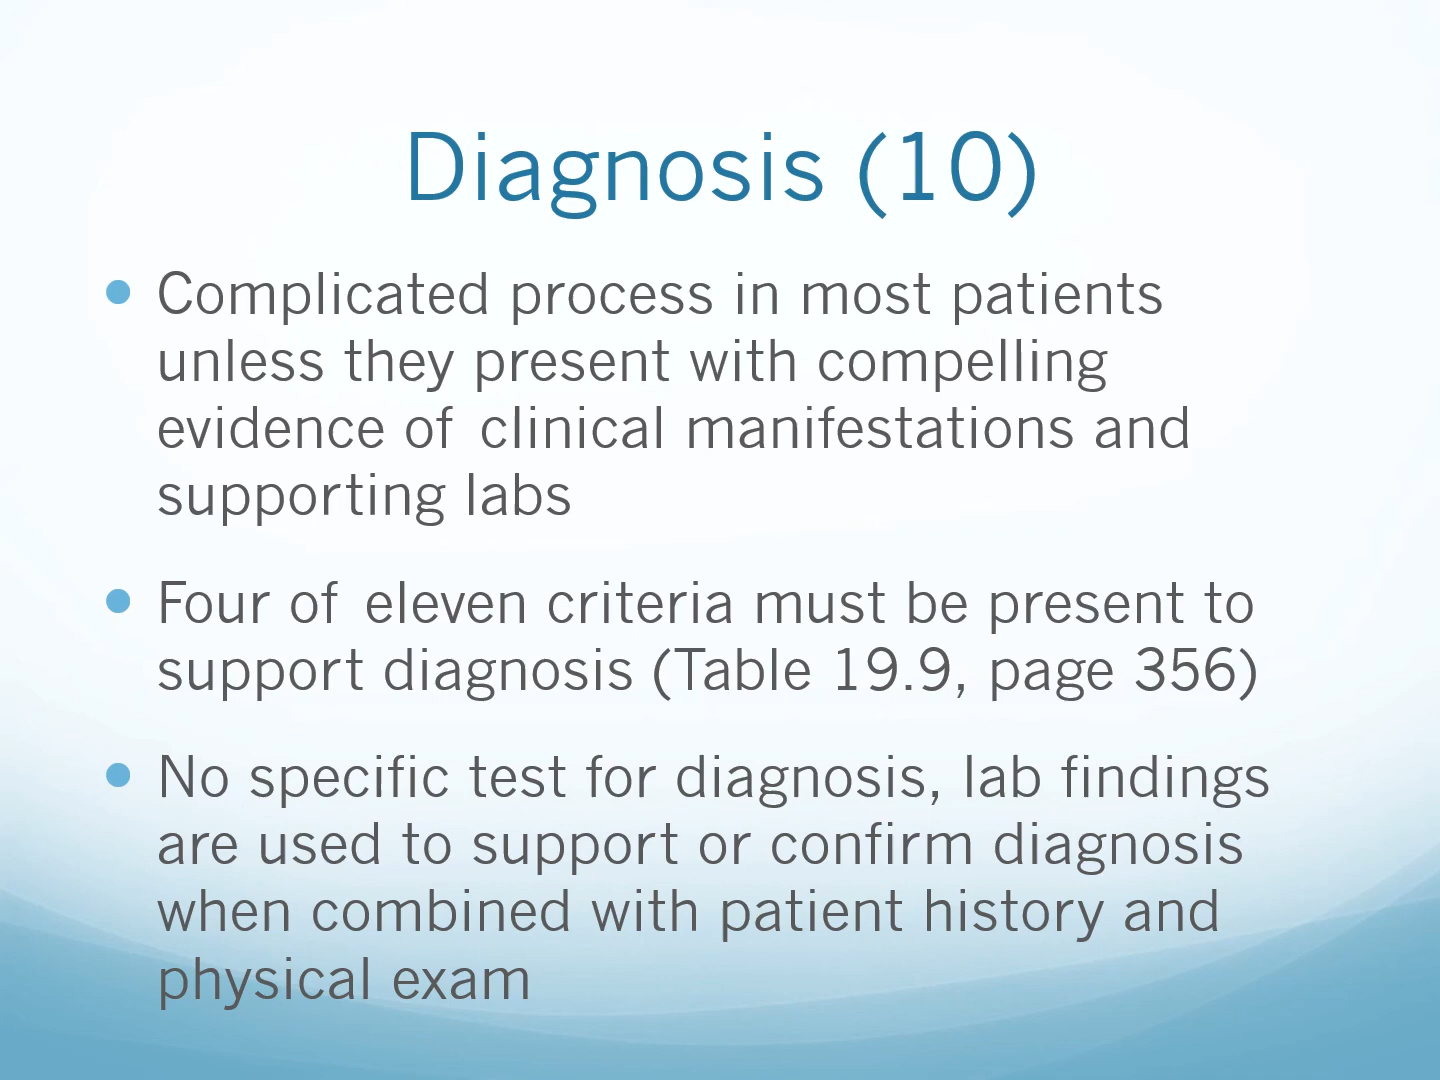 Diagnosis (10)
Complicated process in most patients
unless they present with compelling
evidence of clinical manifestations and
supporting labs
Four of eleven criteria must be present to
support diagnosis (Table 19.9, page 356)
No specific test for diagnosis, lab findings
are used to support or confirm diagnosis
when combined with patient history and
physical exam